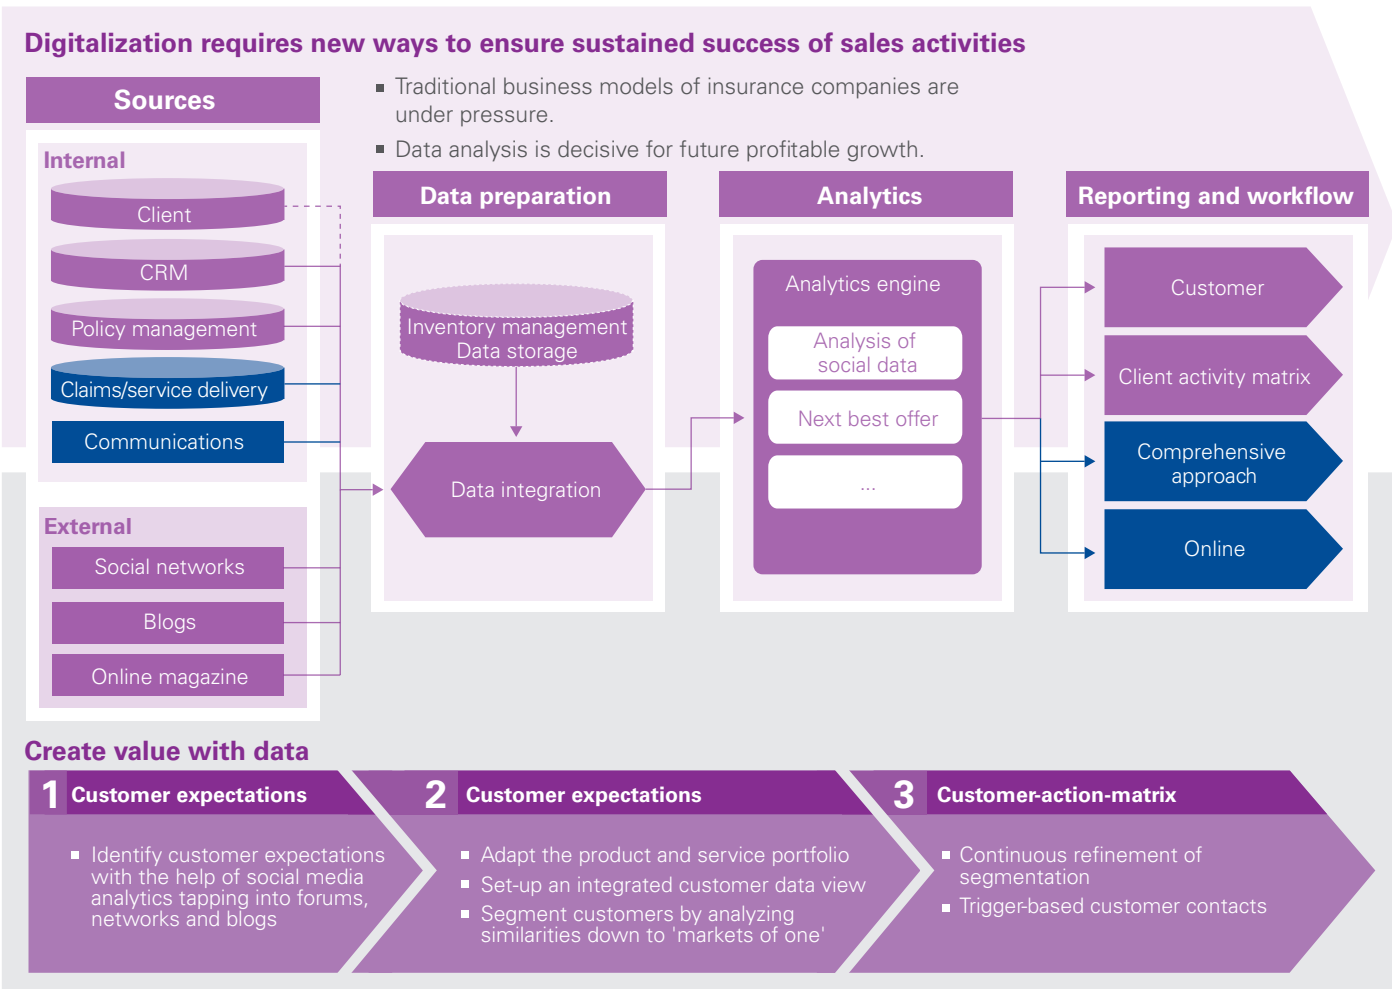 Digitalization requires new ways to ensure sustained success of sales activities
Sources
Traditional business models of insurance companies are
under pressure.
Data analysis is decisive for future profitable growth.
Internal
Client
CRM
Policy management
Claims/service delivery
Communications
External
Social networks
Blogs
Online magazine
Data preparation
Inventory management
Data storage
Data integration
Analytics
Analytics engine
Analysis of
social data
Next best offer
...
Reporting and workflow
Customer
Client activity matrix
Comprehensive
approach
Online
Create value with data
1 Customer expectations
Identify customer expectations
with the help of social media
analytics tapping into forums,
networks and blogs
2 Customer expectations
Adapt the product and service portfolio
Set-up an integrated customer data view
Segment customers by analyzing
similarities down to 'markets of one'
3 Customer-action-matrix
Continuous refinement of
segmentation
Trigger-based customer contacts